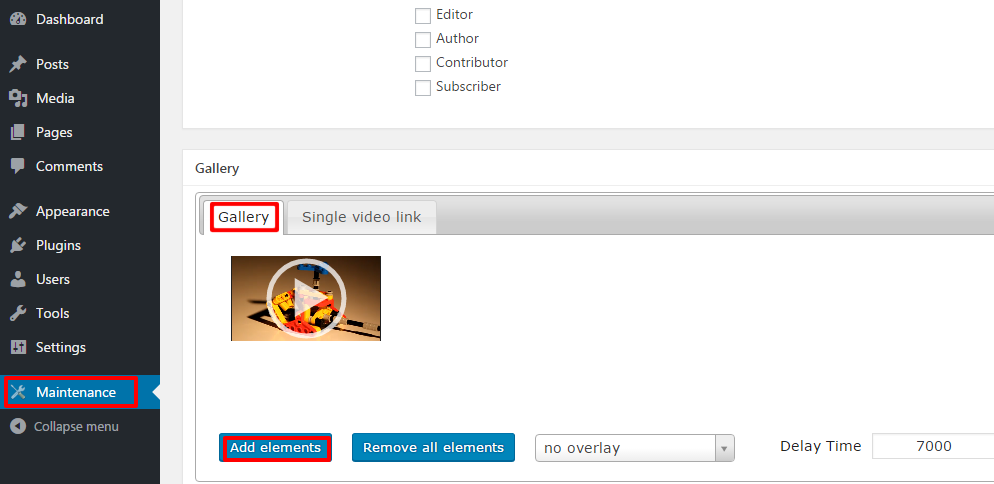 Dashboard
Posts
Media
Pages
Comments
Appearance
Plugins
Users
Tools
Settings
Maintenance
Collapse menu
Editor
Author
Contributor
Subscriber
Gallery
Gallery Single video link
Add elements Remove all elements no overlay Delay Time 7000